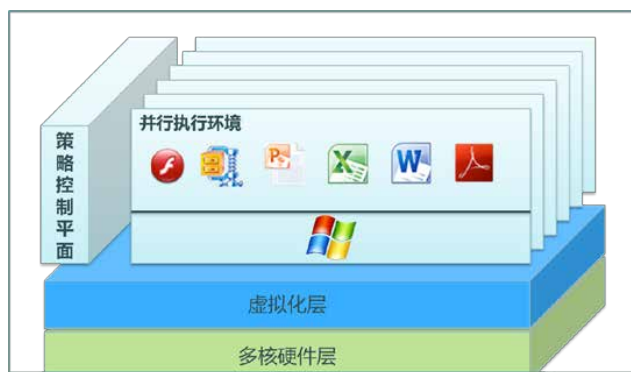 并行执行环境
策略控制平面
虚拟化层
多核硬件层